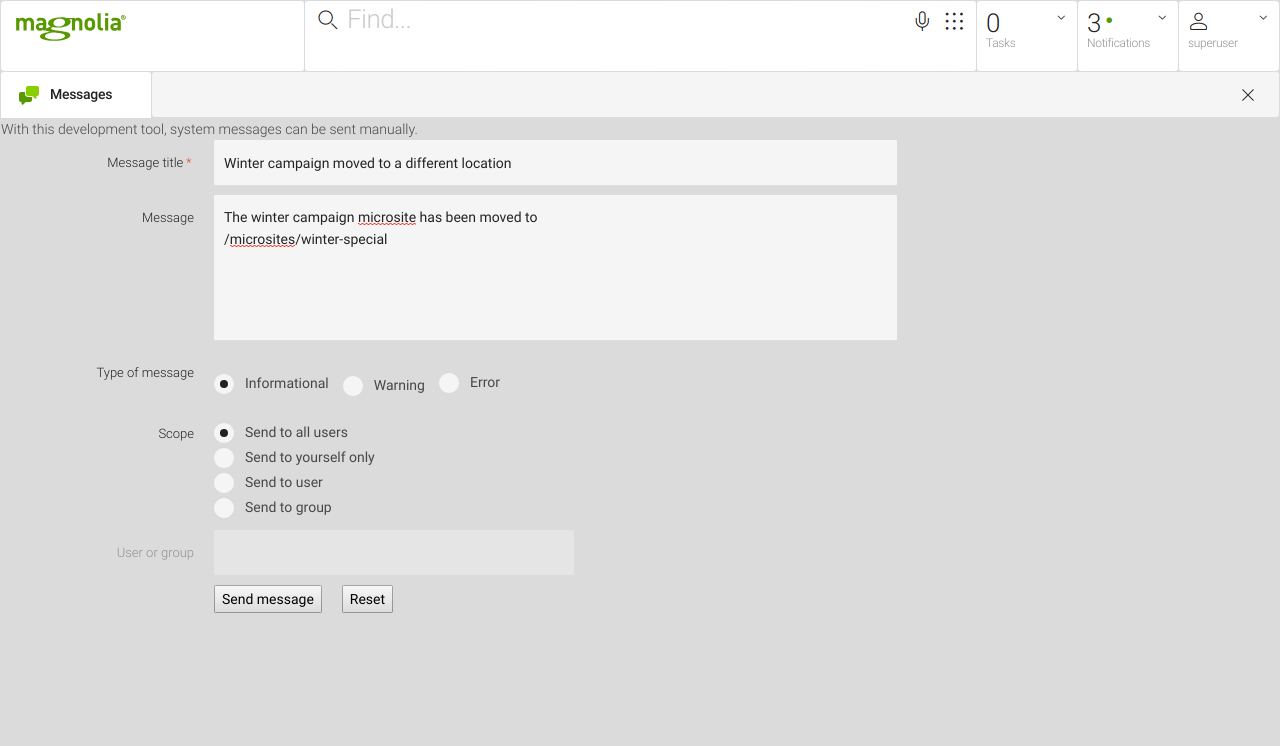 magnolia®
Find...
0
Tasks
3
Notifications
superuser
Messages
With this development tool, system messages can be sent manually.
Message title *
Winter campaign moved to a different location
Message
The winter campaign microsite has been moved to
/microsites/winter-special
Type of message
Informational
Warning
Error
Scope
Send to all users
Send to yourself only
Send to user
Send to group
User or group
Send message
Reset